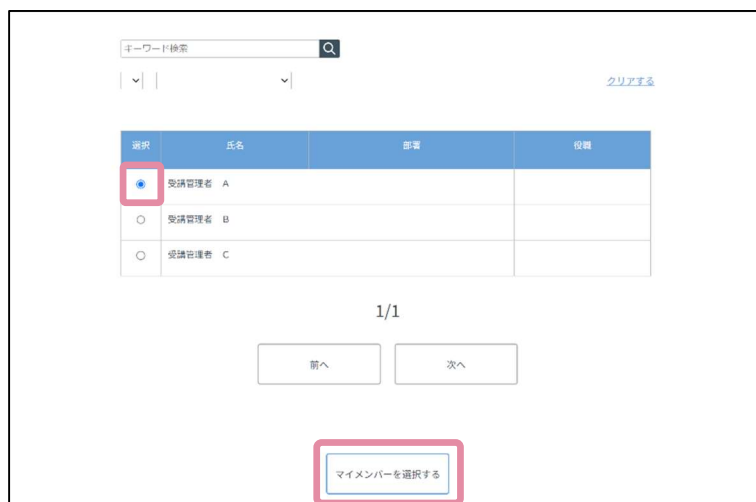 キーワード検索
クリアする
選択 氏名 部署 役職
受講管理者 A
受講管理者 B
受講管理者 C
1/1
前へ 次へ
マイメンバーを選択する